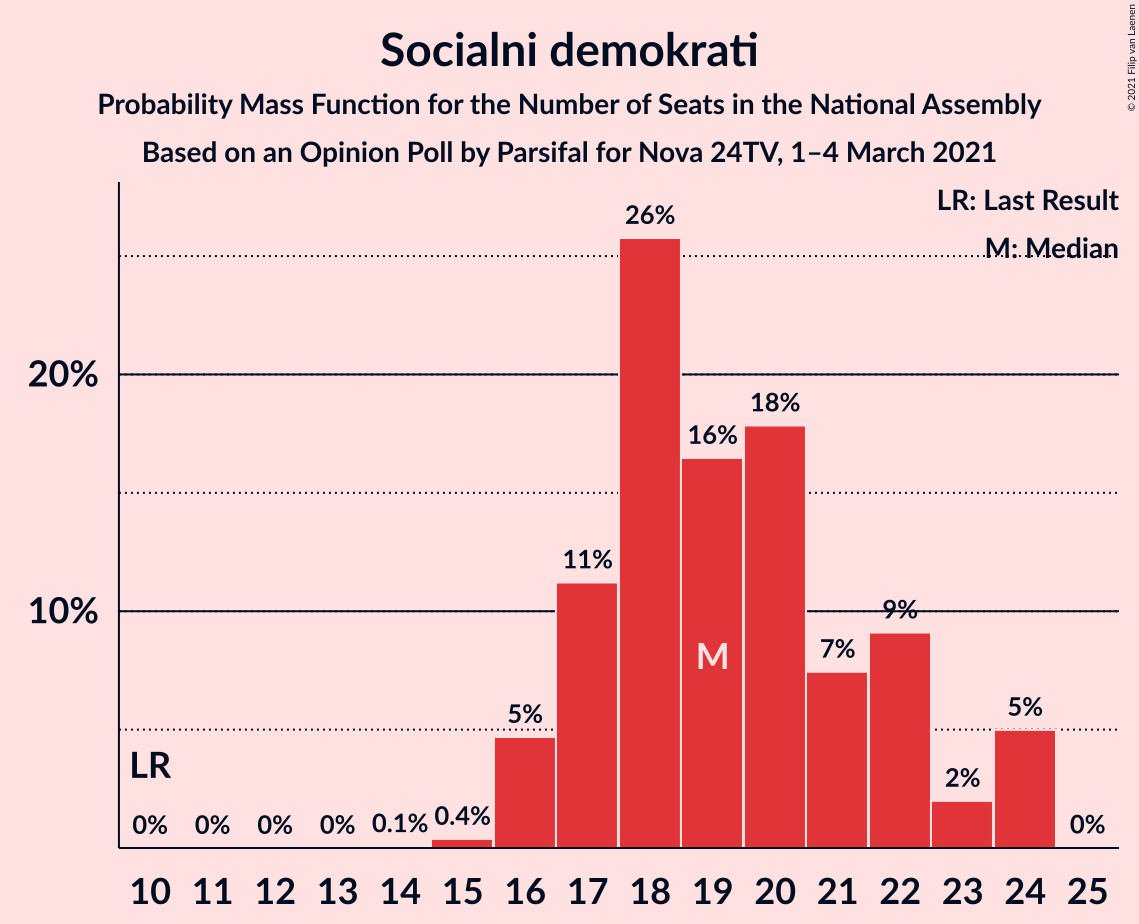 Socialni demokrati
Probability Mass Function for the Number of Seats in the National Assembly
Based on an Opinion Poll by Parsifal for Nova 24TV, 1–4 March 2021
© 2021 Filip van Laenen
LR: Last Result
M: Median
26%
20%
18%
16%
11%
10%
9%
7%
M
5%
5%
LR
2%
0% 0% 0% 0% 0.1% 0.4% 0%
10 11 12 13 14 15 16 17 18 19 20 21 22 23 24 25